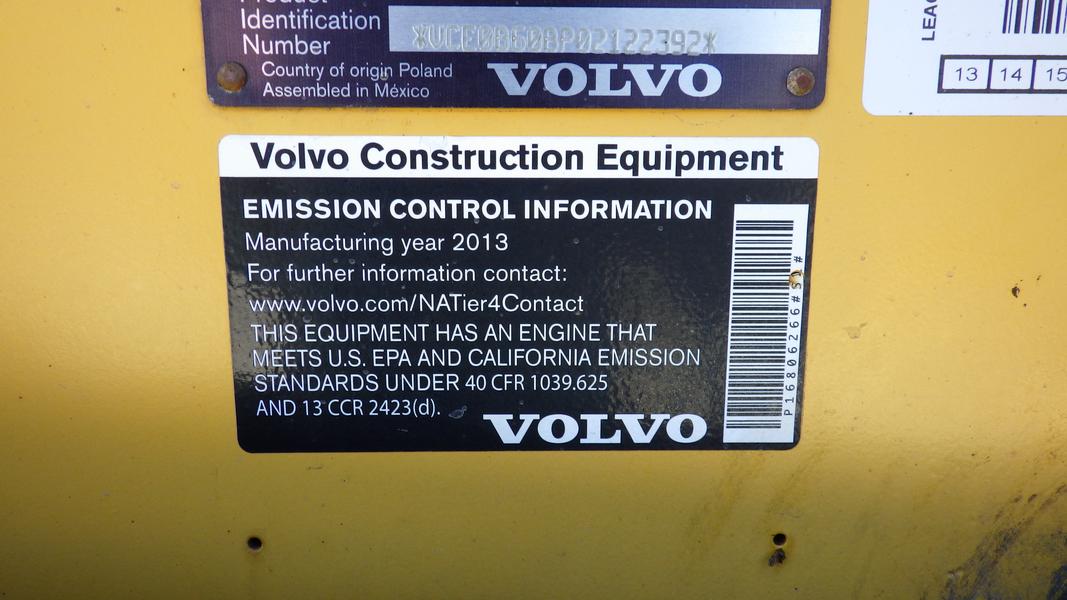 Identification
Number
*VCE0B60BP02122392*
Country of origin Poland
Assembled in México
VOLVO
13 14 15
Volvo Construction Equipment
EMISSION CONTROL INFORMATION
Manufacturing year 2013
For further information contact:
www.volvo.com/NATier4Contact
THIS EQUIPMENT HAS AN ENGINE THAT
MEETS U.S. EPA AND CALIFORNIA EMISSION
STANDARDS UNDER 40 CFR 1039.625
AND 13 CCR 2423(d).
VOLVO
P16806266#S1#